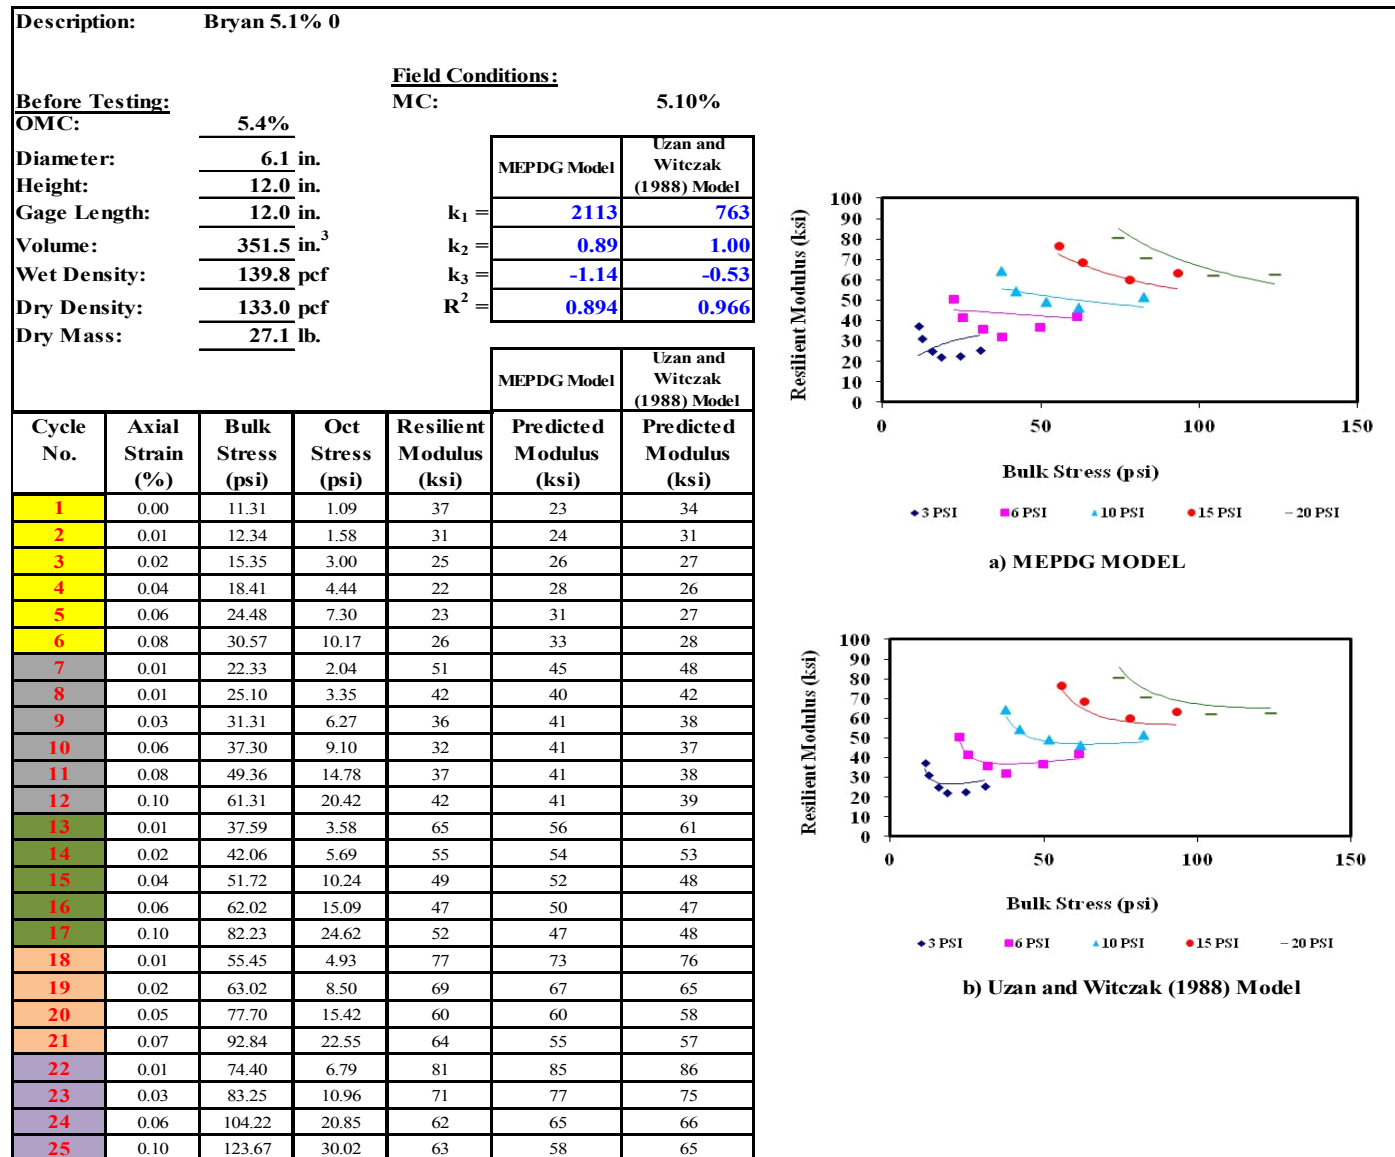 Description: Bryan 5.1% 0
Field Conditions:
Before Testing: MC: 5.10%
OMC: 5.4%
Diameter: 6.1 in.
Height: 12.0 in.
Gage Length: 12.0 in.
Volume: 351.5 in.3
Wet Density: 139.8 pcf
Dry Density: 133.0 pcf
Dry Mass: 27.1 lb.
MEPDG Model Uzan and Witczak (1988) Model
k1 = 2113 763
k2 = 0.89 1.00
k3 = -1.14 -0.53
R2 = 0.894 0.966
MEPDG Model Uzan and Witczak (1988) Model
Cycle No. Axial Strain (%) Bulk Stress (psi) Oct Stress (psi) Resilient Modulus (ksi) Predicted Modulus (ksi) Predicted Modulus (ksi)
1 0.00 11.31 1.09 37 23 34
2 0.01 12.34 1.58 31 24 31
3 0.02 15.35 3.00 25 26 27
4 0.04 18.41 4.44 22 28 26
5 0.06 24.48 7.30 23 31 27
6 0.08 30.57 10.17 26 33 28
7 0.01 22.33 2.04 51 45 48
8 0.01 25.10 3.35 42 40 42
9 0.03 31.31 6.27 36 41 38
10 0.06 37.30 9.10 32 41 37
11 0.08 49.36 14.78 37 41 38
12 0.10 61.31 20.42 42 41 39
13 0.01 37.59 3.58 65 56 61
14 0.02 42.06 5.69 55 54 53
15 0.04 51.72 10.24 49 52 48
16 0.06 62.02 15.09 47 50 47
17 0.10 82.23 24.62 52 47 48
18 0.01 55.45 4.93 77 73 76
19 0.02 63.02 8.50 69 67 65
20 0.05 77.70 15.42 60 60 58
21 0.07 92.84 22.55 64 55 57
22 0.01 74.40 6.79 81 85 86
23 0.03 83.25 10.96 71 77 75
24 0.06 104.22 20.85 62 65 66
25 0.10 123.67 30.02 63 58 65
Resilient Modulus (ksi)
100
90
80
70
60
50
40
30
20
10
0
0 50 100 150
Bulk Stress (psi)
3 PSI 6 PSI 10 PSI 15 PSI 20 PSI
a) MEPDG MODEL
Resilient Modulus (ksi)
100
90
80
70
60
50
40
30
20
10
0
0 50 100 150
Bulk Stress (psi)
3 PSI 6 PSI 10 PSI 15 PSI 20 PSI
b) Uzan and Witczak (1988) Model